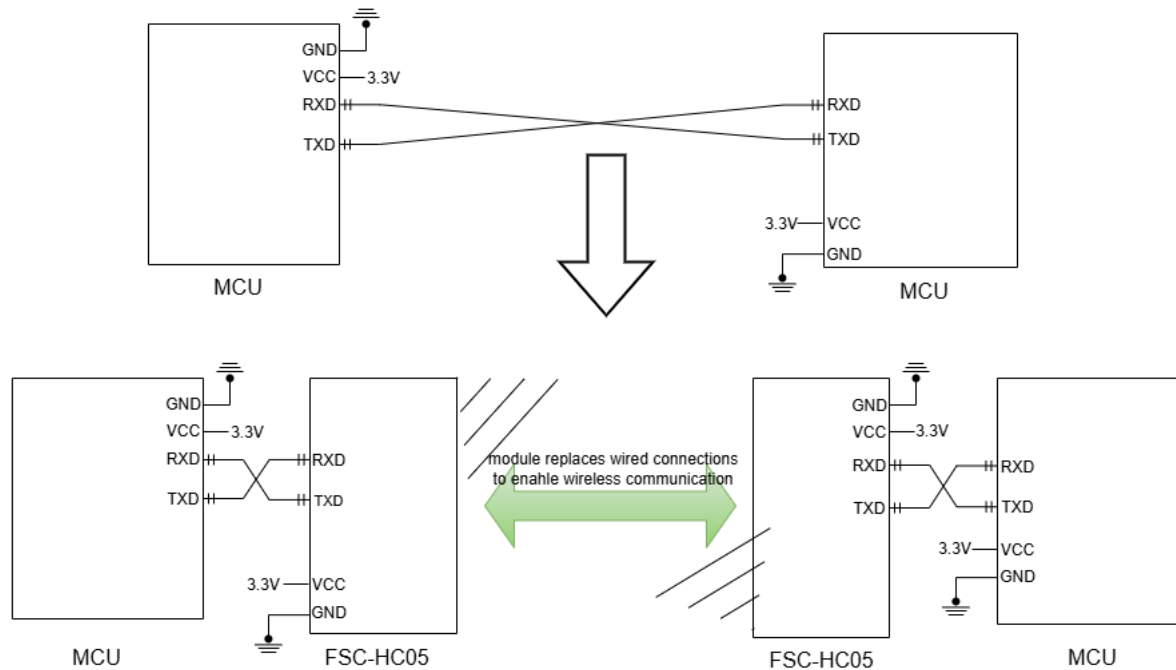 GND
VCC
3.3V
RXD
TXD
MCU
RXD
TXD
3.3V
VCC
GND
MCU
GND
VCC
3.3V
RXD
TXD
MCU
RXD
TXD
3.3V
VCC
GND
FSC-HC05
module replaces wired connections
to enable wireless communication
GND
VCC
3.3V
RXD
TXD
FSC-HC05
RXD
TXD
3.3V
VCC
GND
MCU